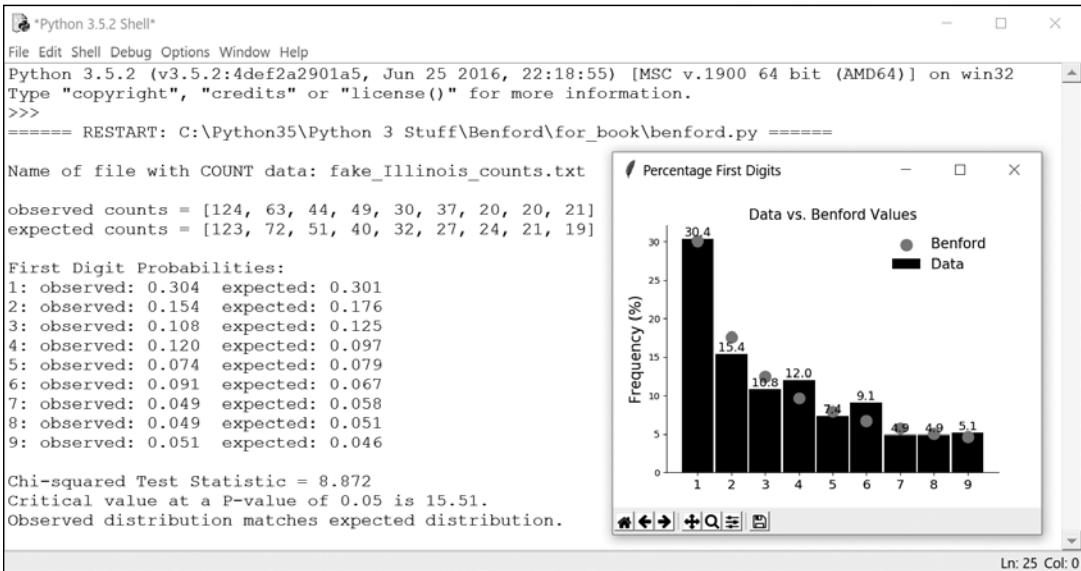 *Python 3.5.2 Shell*
File Edit Shell Debug Options Window Help
Python 3.5.2 (v3.5.2:4def2a2901a5, Jun 25 2016, 22:18:55) [MSC v.1900 64 bit (AMD64)] on win32
Type "copyright", "credits" or "license()" for more information.
>>>
====== RESTART: C:\Python35\Python 3 Stuff\Benford\for_book\benford.py ======
Name of file with COUNT data: fake_Illinois_counts.txt
observed counts = [124, 63, 44, 49, 30, 37, 20, 20, 21]
expected counts = [123, 72, 51, 40, 32, 27, 24, 21, 19]
First Digit Probabilities:
1: observed: 0.304 expected: 0.301
2: observed: 0.154 expected: 0.176
3: observed: 0.108 expected: 0.125
4: observed: 0.120 expected: 0.097
5: observed: 0.074 expected: 0.079
6: observed: 0.091 expected: 0.067
7: observed: 0.049 expected: 0.058
8: observed: 0.049 expected: 0.051
9: observed: 0.051 expected: 0.046
Chi-squared Test Statistic = 8.872
Critical value at a P-value of 0.05 is 15.51.
Observed distribution matches expected distribution.
Percentage First Digits
Data vs. Benford Values
Benford
Data
Frequency (%)
30
25
20
15
10
5
0
30.4
15.4
10.8
12.0
7.4
9.1
4.9
4.9
5.1
1 2 3 4 5 6 7 8 9
Ln: 25 Col: 0